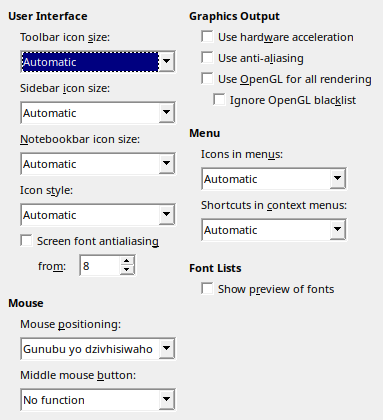 User Interface
Toolbar icon size:
Automatic
Sidebar icon size:
Automatic
Notebookbar icon size:
Automatic
Icon style:
Automatic
Screen font antialiasing
from:
8
Mouse
Mouse positioning:
Gunubu yo dzivhisiwaho
Middle mouse button:
No function
Graphics Output
Use hardware acceleration
Use anti-aliasing
Use OpenGL for all rendering
Ignore OpenGL blacklist
Menu
Icons in menus:
Automatic
Shortcuts in context menus:
Automatic
Font Lists
Show preview of fonts